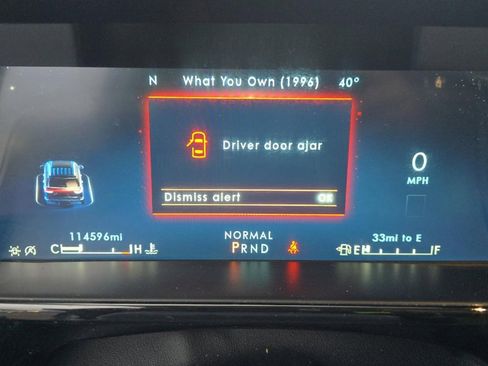 N What You Own (1996) 40°
Driver door ajar
0
MPH
Dismiss alert OK
114596mi NORMAL 33mi to E
C H PRND E F